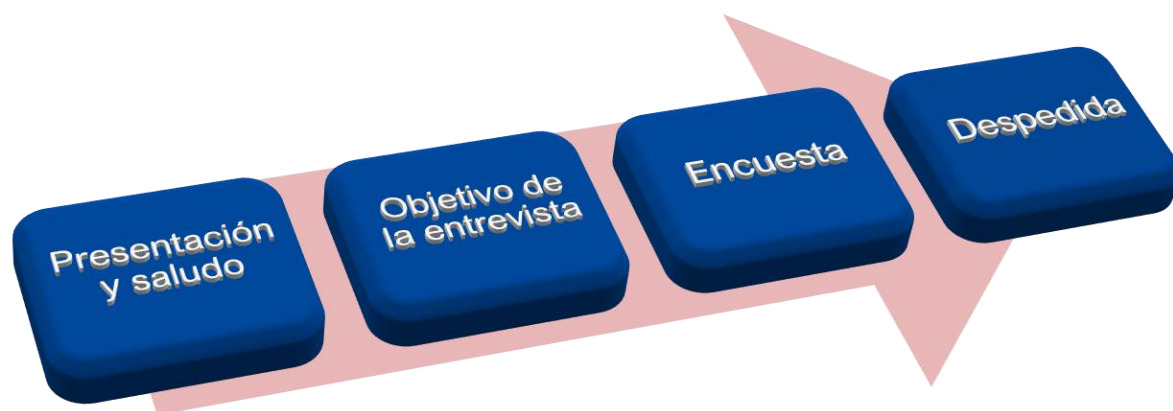 Presentación
y saludo
Objetivo de
la entrevista
Encuesta
Despedida